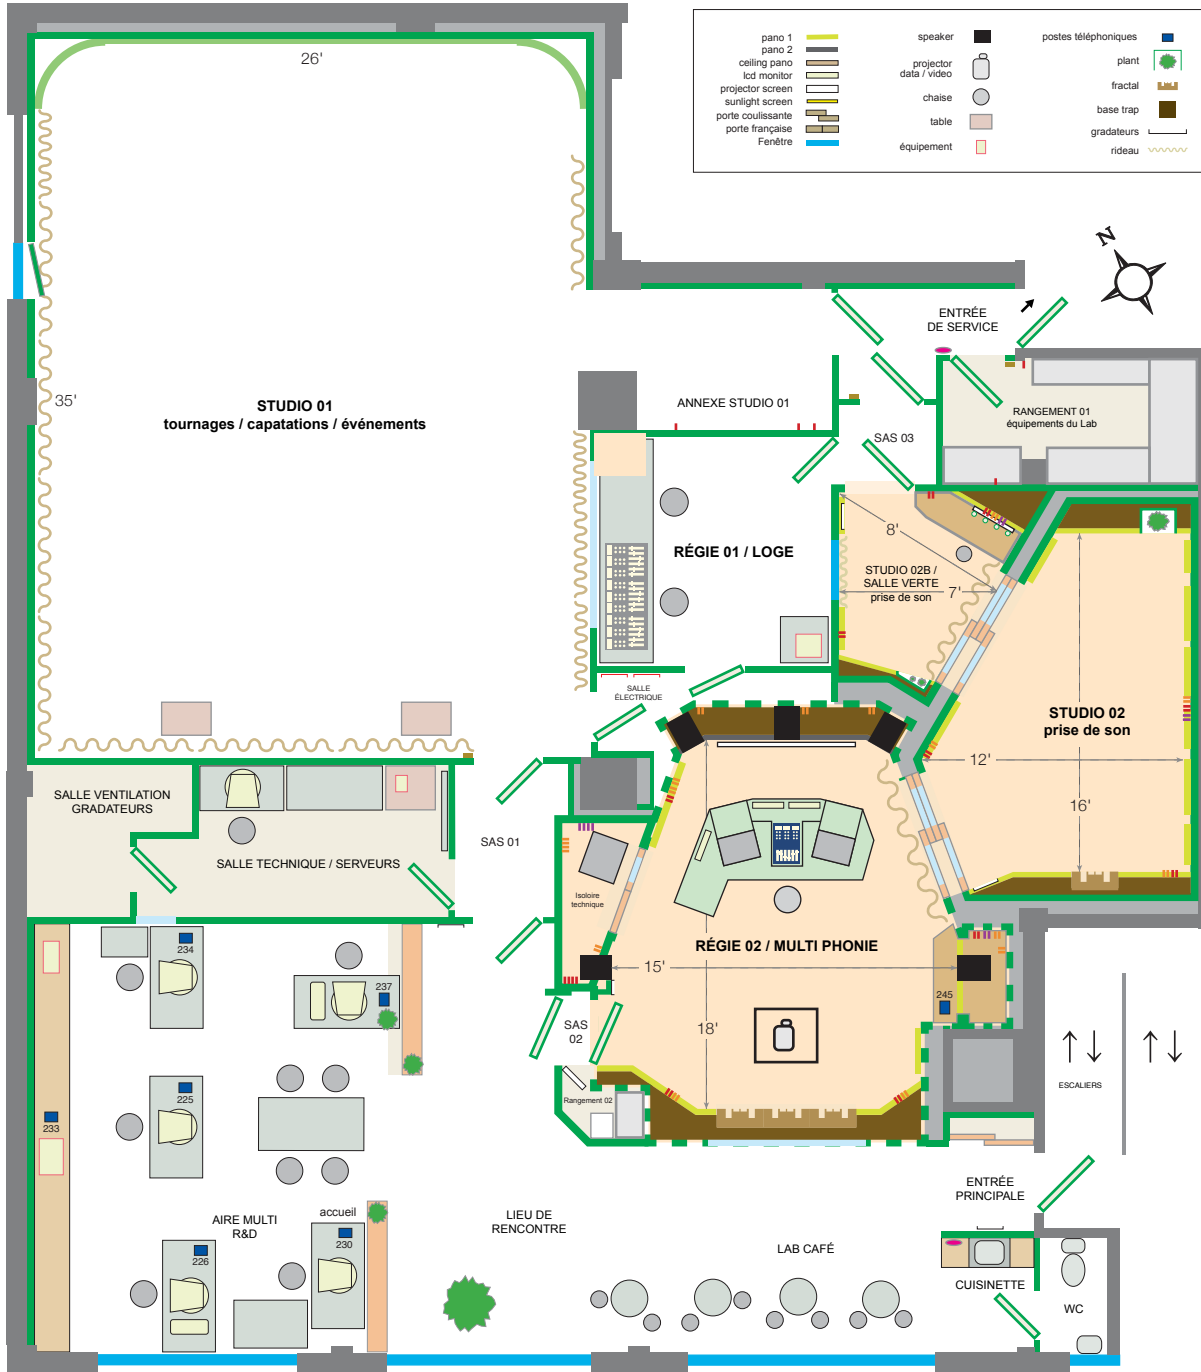 pano 1
pano 2
ceiling pano
lcd monitor
projector screen
sunlight screen
porte coulissante
porte française
Fenêtre
speaker
projector
data / video
chaise
table
équipement
postes téléphoniques
plant
fractal
base trap
gradateurs
rideau
26'
N
ENTRÉE
DE SERVICE
35'
STUDIO 01
tournages / capatations / événements
ANNEXE STUDIO 01
SAS 03
RANGEMENT 01
équipements du Lab
RÉGIE 01 / LOGE
8'
STUDIO 02B /
SALLE VERTE
prise de son
7'
SALLE
ÉLECTRIQUE
STUDIO 02
prise de son
12'
16'
SALLE VENTILATION
GRADATEURS
SALLE TECHNIQUE / SERVEURS
SAS 01
Isoloire
technique
RÉGIE 02 / MULTI PHONIE
15'
18'
245
SAS
02
Rangement 02
ESCALIERS
234
237
225
233
AIRE MULTI
R&D
accueil
230
226
LIEU DE
RENCONTRE
LAB CAFÉ
ENTRÉE
PRINCIPALE
CUISINETTE
WC